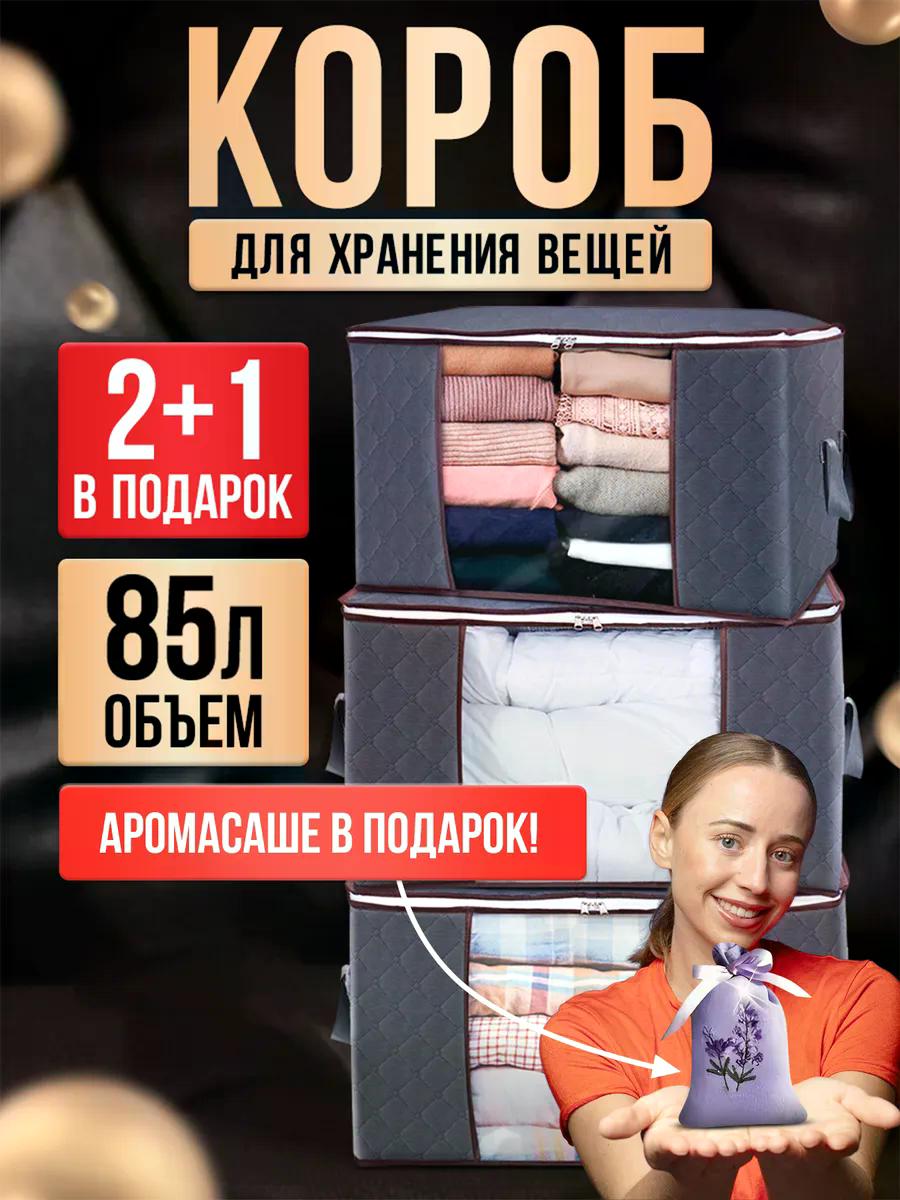 КОРОБ
ДЛЯ ХРАНЕНИЯ ВЕЩЕЙ
2+1
В ПОДАРОК
85Л
ОБЪЕМ
АРОМАСАШЕ В ПОДАРОК!